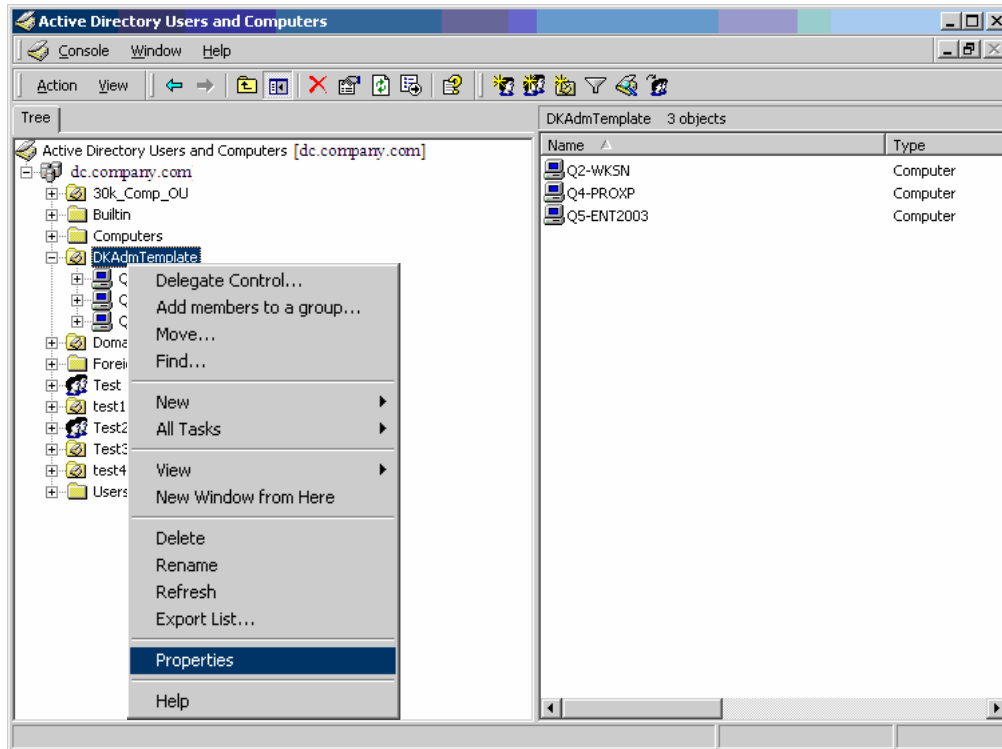 Active Directory Users and Computers
Console Window Help
Action View
Tree
DKAdmTemplate 3 objects
Active Directory Users and Computers [dc.company.com]
dc.company.com
30k_Comp_OU
Builtin
Computers
DKAdmTemplate
Q
Q
Q
Doma
Forei
Test
test1
Test2
Test3
test4
Users
Delegate Control...
Add members to a group...
Move...
Find...
New
All Tasks
View
New Window from Here
Delete
Rename
Refresh
Export List...
Properties
Help
Name Type
Q2-WKSN Computer
Q4-PROXP Computer
Q5-ENT2003 Computer